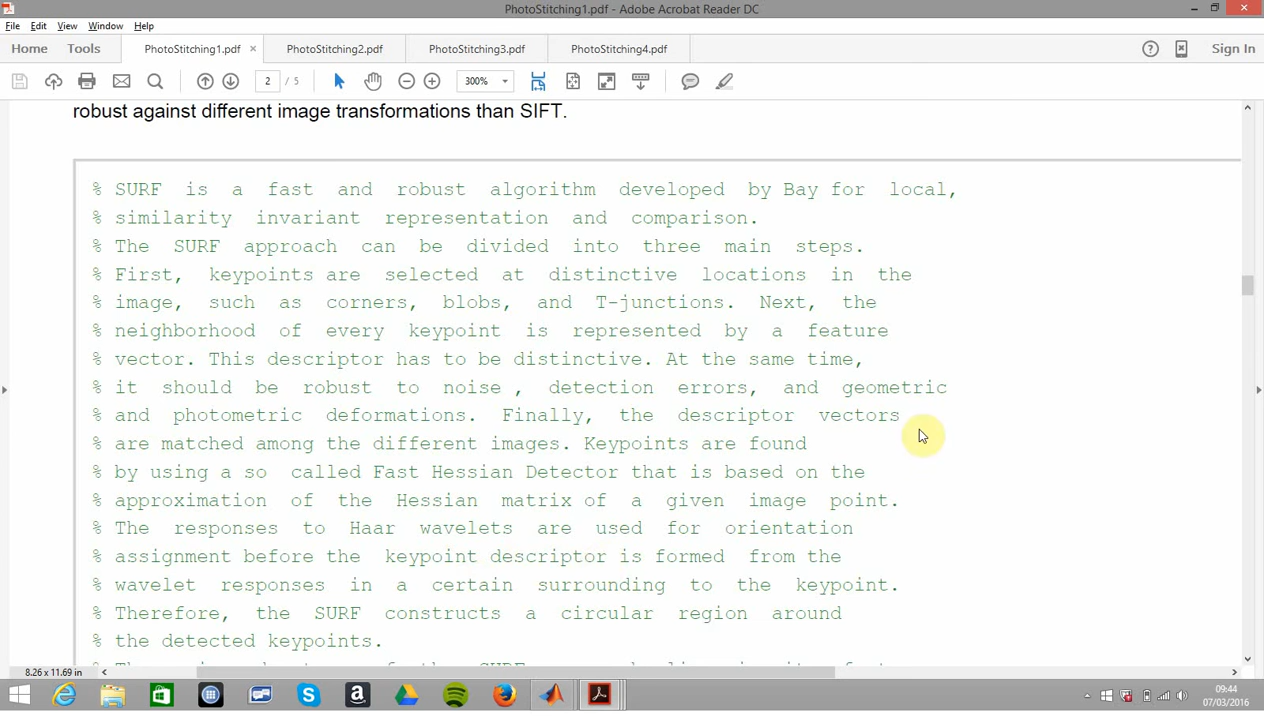 PhotoStitching1.pdf - Adobe Acrobat Reader DC
File Edit View Window Help
Home Tools PhotoStitching1.pdf × PhotoStitching2.pdf PhotoStitching3.pdf PhotoStitching4.pdf Sign In
2 / 5 300%
robust against different image transformations than SIFT.
% SURF is a fast and robust algorithm developed by Bay for local,
% similarity invariant representation and comparison.
% The SURF approach can be divided into three main steps.
% First, keypoints are selected at distinctive locations in the
% image, such as corners, blobs, and T-junctions. Next, the
% neighborhood of every keypoint is represented by a feature
% vector. This descriptor has to be distinctive. At the same time,
% it should be robust to noise , detection errors, and geometric
% and photometric deformations. Finally, the descriptor vectors
% are matched among the different images. Keypoints are found
% by using a so called Fast Hessian Detector that is based on the
% approximation of the Hessian matrix of a given image point.
% The responses to Haar wavelets are used for orientation
% assignment before the keypoint descriptor is formed from the
% wavelet responses in a certain surrounding to the keypoint.
% Therefore, the SURF constructs a circular region around
% the detected keypoints.
8.26 x 11.69 in
09:44
07/03/2016